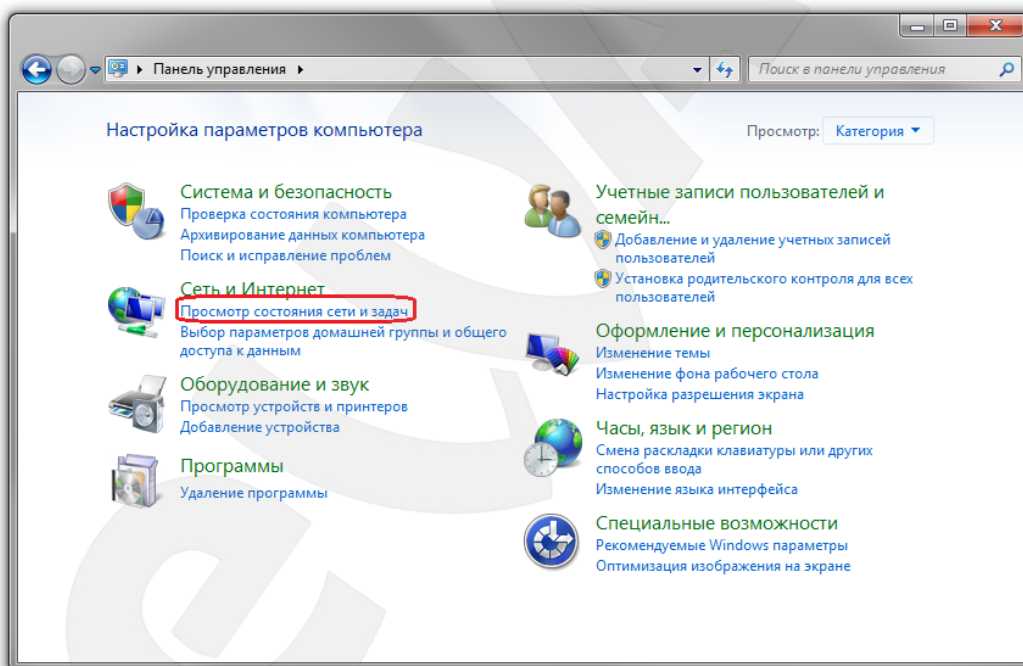 Панель управления
Поиск в панели управления
Настройка параметров компьютера
Просмотр: Категория
Система и безопасность
Проверка состояния компьютера
Архивирование данных компьютера
Поиск и исправление проблем
Сеть и Интернет
Просмотр состояния сети и задач
Выбор параметров домашней группы и общего
доступа к данным
Оборудование и звук
Просмотр устройств и принтеров
Добавление устройства
Программы
Удаление программы
Учетные записи пользователей и
семейн...
Добавление и удаление учетных записей
пользователей
Установка родительского контроля для всех
пользователей
Оформление и персонализация
Изменение темы
Изменение фона рабочего стола
Настройка разрешения экрана
Часы, язык и регион
Смена раскладки клавиатуры или других
способов ввода
Изменение языка интерфейса
Специальные возможности
Рекомендуемые Windows параметры
Оптимизация изображения на экране